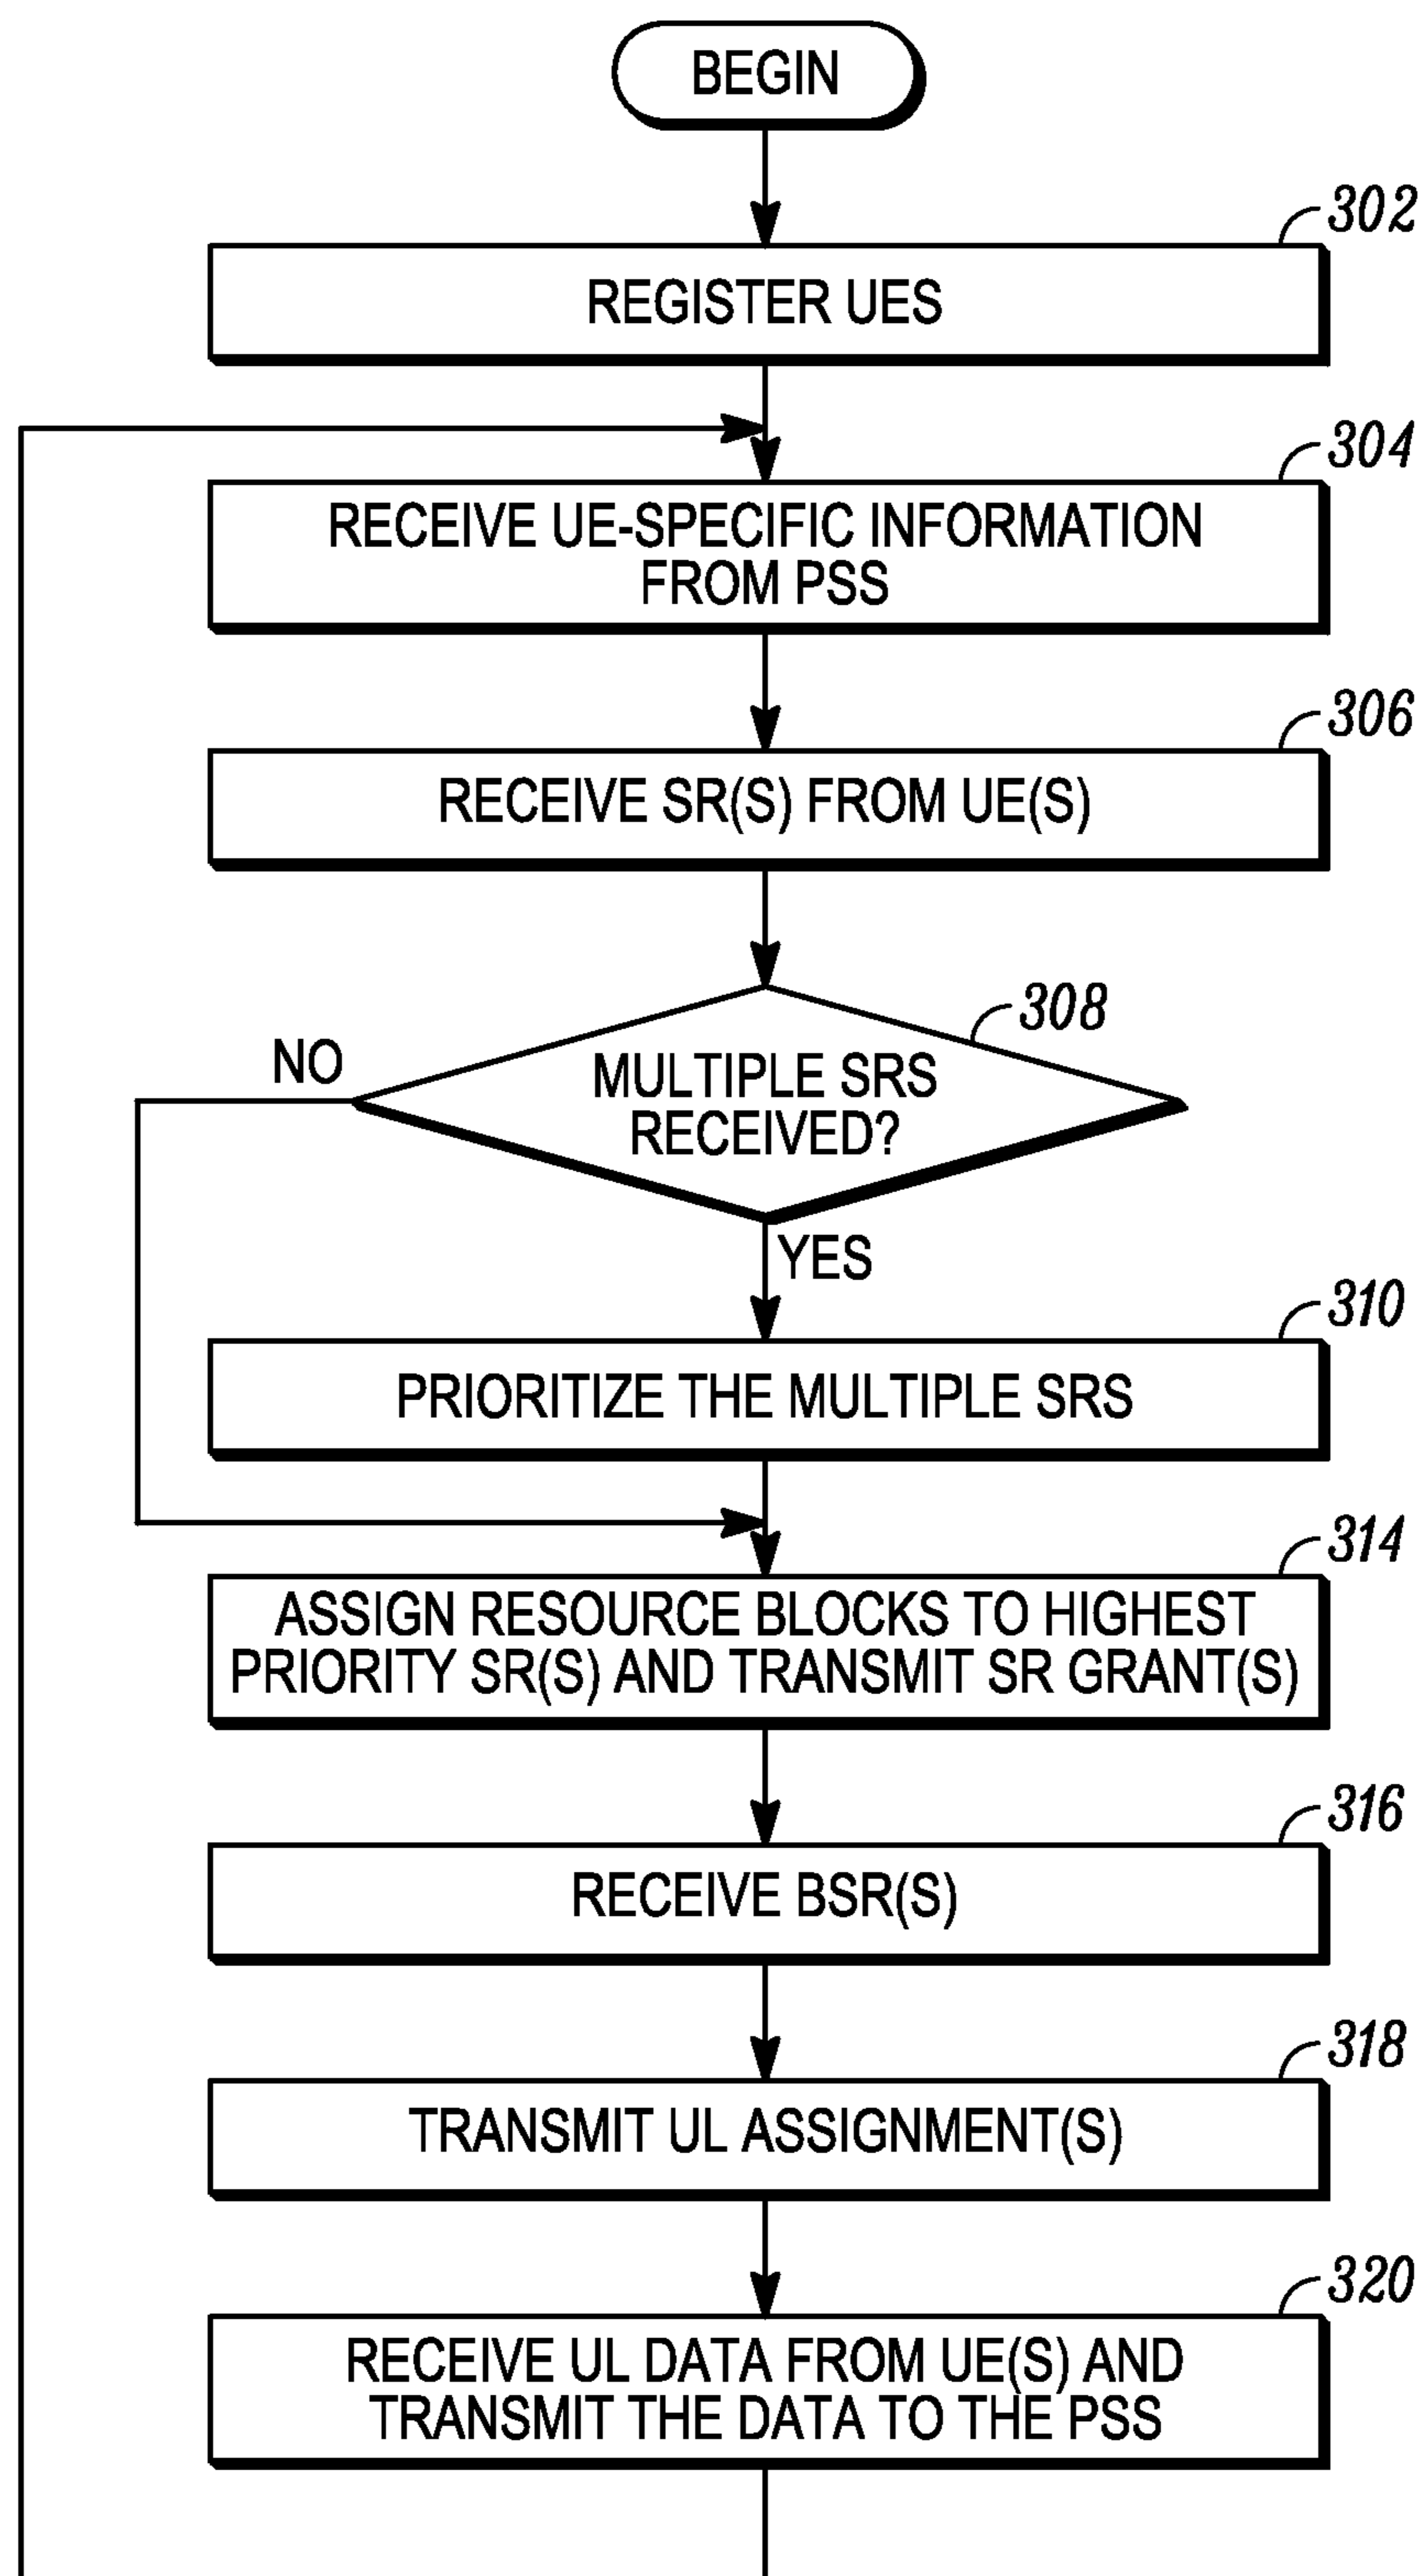 BEGIN
302
REGISTER UES
304
RECEIVE UE-SPECIFIC INFORMATION
FROM PSS
306
RECEIVE SR(S) FROM UE(S)
308
NO
MULTIPLE SRS
RECEIVED?
YES
310
PRIORITIZE THE MULTIPLE SRS
314
ASSIGN RESOURCE BLOCKS TO HIGHEST
PRIORITY SR(S) AND TRANSMIT SR GRANT(S)
316
RECEIVE BSR(S)
318
TRANSMIT UL ASSIGNMENT(S)
320
RECEIVE UL DATA FROM UE(S) AND
TRANSMIT THE DATA TO THE PSS